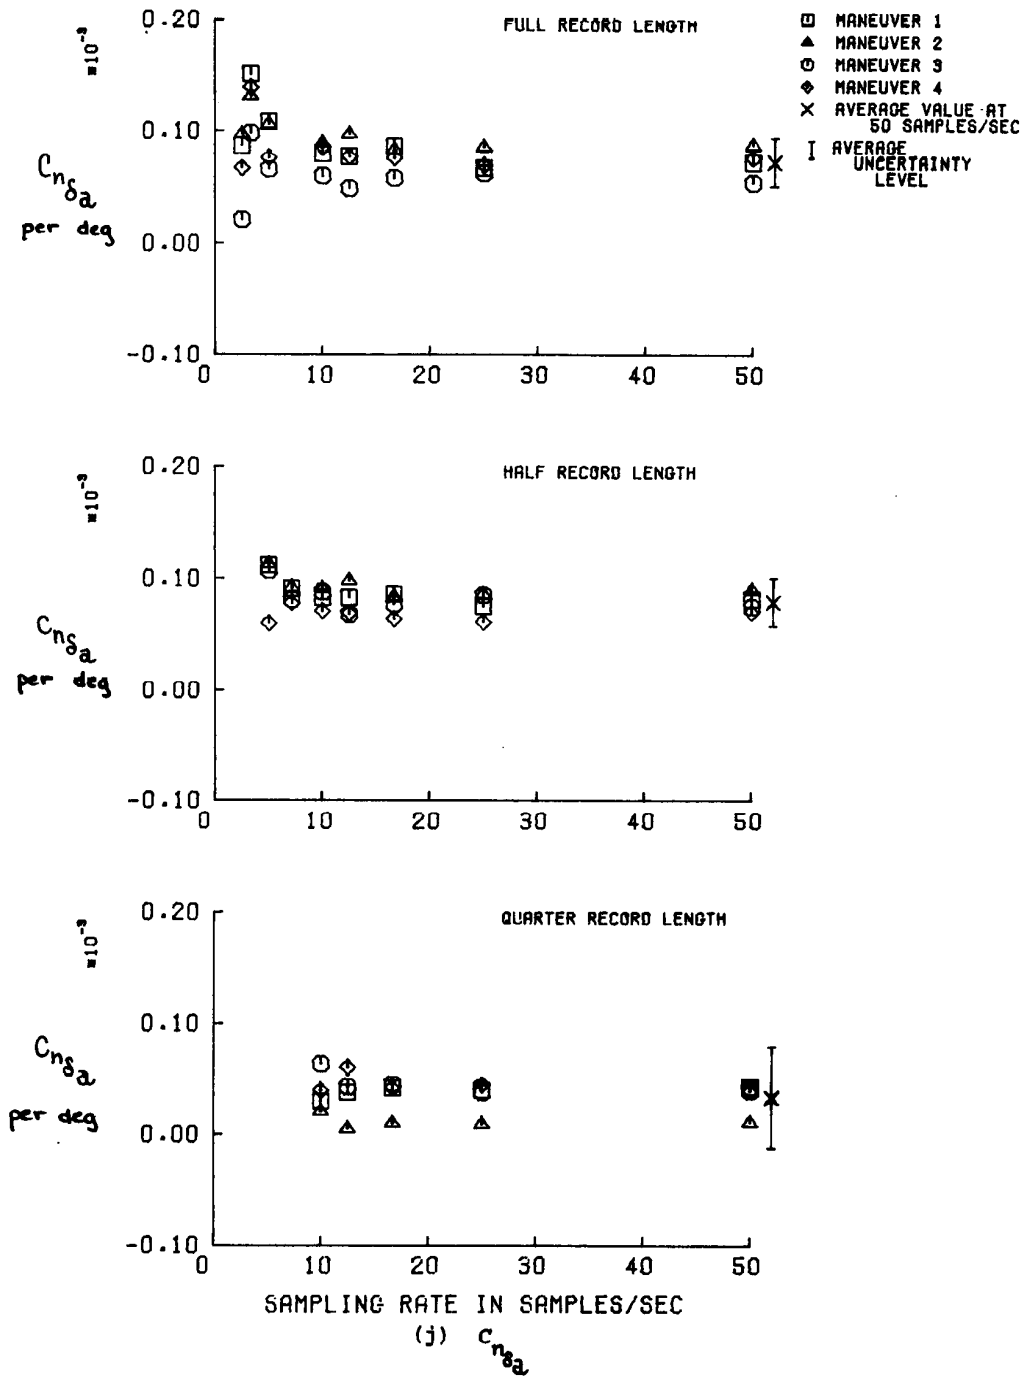 FULL RECORD LENGTH
MANEUVER 1
MANEUVER 2
MANEUVER 3
MANEUVER 4
AVERAGE VALUE AT
50 SAMPLES/SEC
AVERAGE
UNCERTAINTY
LEVEL
×10⁻³
0.20
0.10
0.00
-0.10
Cnδa
per deg
0 10 20 30 40 50
HALF RECORD LENGTH
×10⁻³
0.20
0.10
0.00
-0.10
Cnδa
per deg
0 10 20 30 40 50
QUARTER RECORD LENGTH
×10⁻³
0.20
0.10
0.00
-0.10
Cnδa
per deg
0 10 20 30 40 50
SAMPLING RATE IN SAMPLES/SEC
(j) Cnδa